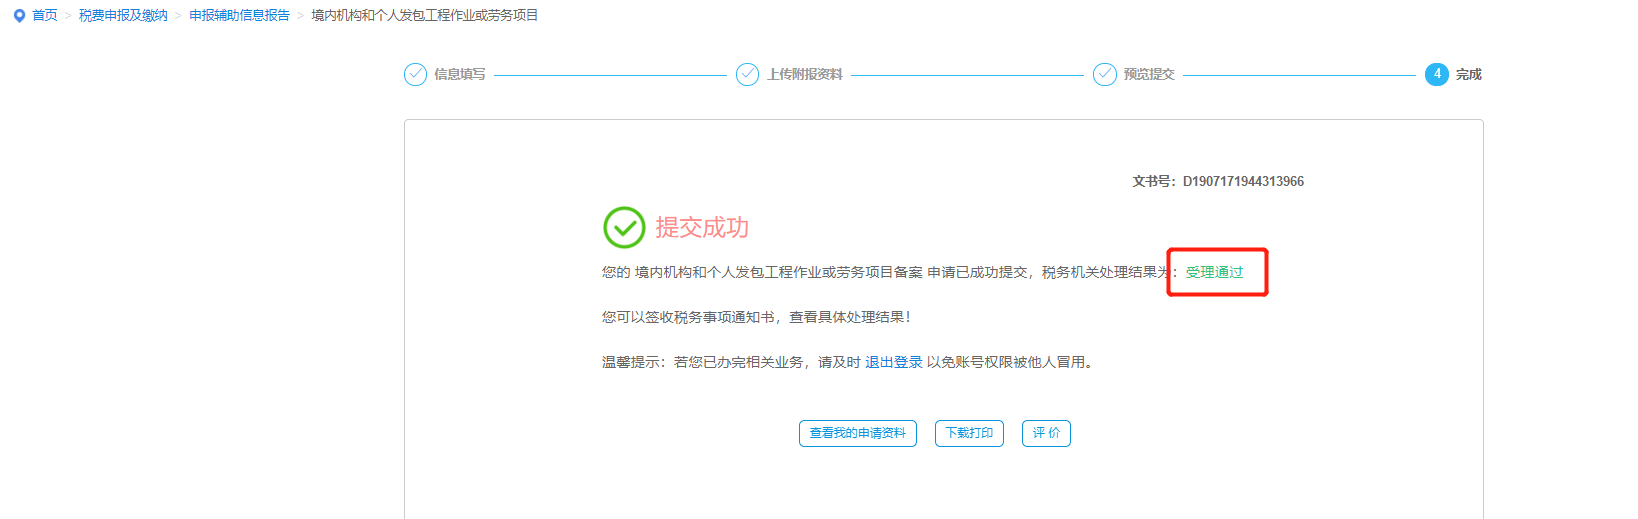 首页 > 税费申报及缴纳 > 申报辅助信息报告 > 境内机构和个人发包工程作业或劳务项目
信息填写 上传附报资料 预览提交 4 完成
文书号：D1907171944313966
提交成功
您的 境内机构和个人发包工程作业或劳务项目备案 申请已成功提交，税务机关处理结果为：受理通过
您可以签收税务事项通知书，查看具体处理结果！
温馨提示：若您已办完相关业务，请及时 退出登录 以免账号权限被他人冒用。
查看我的申请资料 下载打印 评 价